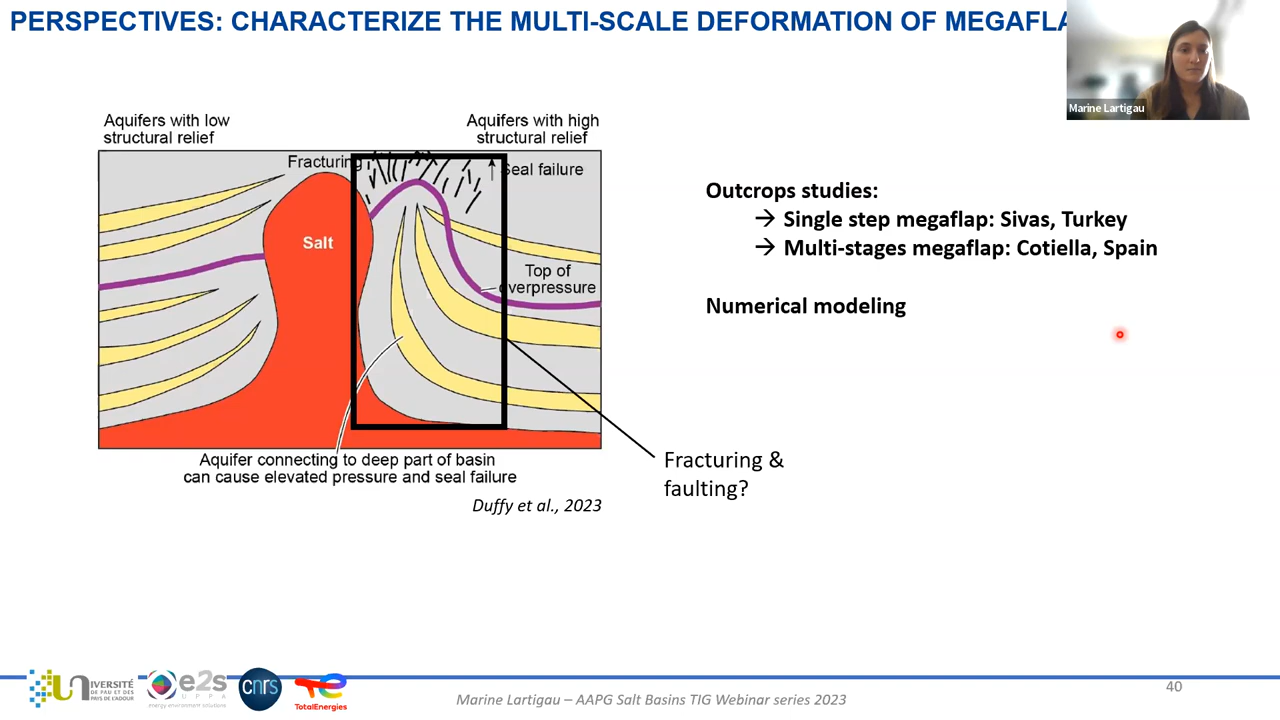 PERSPECTIVES: CHARACTERIZE THE MULTI-SCALE DEFORMATION OF MEGAFLA
Marine Lartigau
Aquifers with low
structural relief
Aquifers with high
structural relief
Fracturing
Seal failure
Salt
Top of
overpressure
Aquifer connecting to deep part of basin
can cause elevated pressure and seal failure
Duffy et al., 2023
Outcrops studies:
→ Single step megaflap: Sivas, Turkey
→ Multi-stages megaflap: Cotiella, Spain
Numerical modeling
Fracturing &
faulting?
UNIVERSITÉ
DE PAU ET DES
PAYS DE L'ADOUR
e2s
UPPA
energy environment solutions
cnrs
TotalEnergies
Marine Lartigau – AAPG Salt Basins TIG Webinar series 2023
40